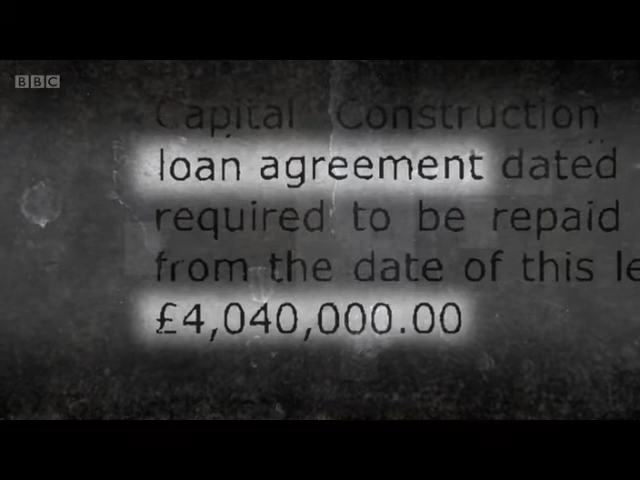 BBC
Capital Construction
loan agreement dated
required to be repaid
from the date of this le
£4,040,000.00